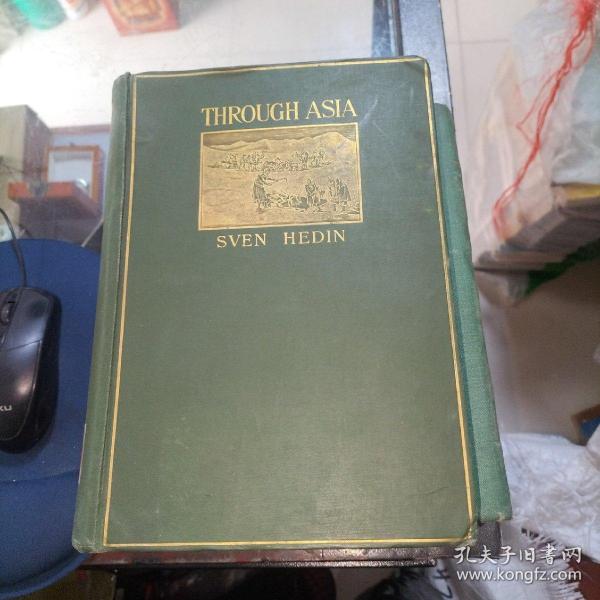 THROUGH ASIA
SVEN HEDIN
孔夫子旧书网
www.kongfz.com